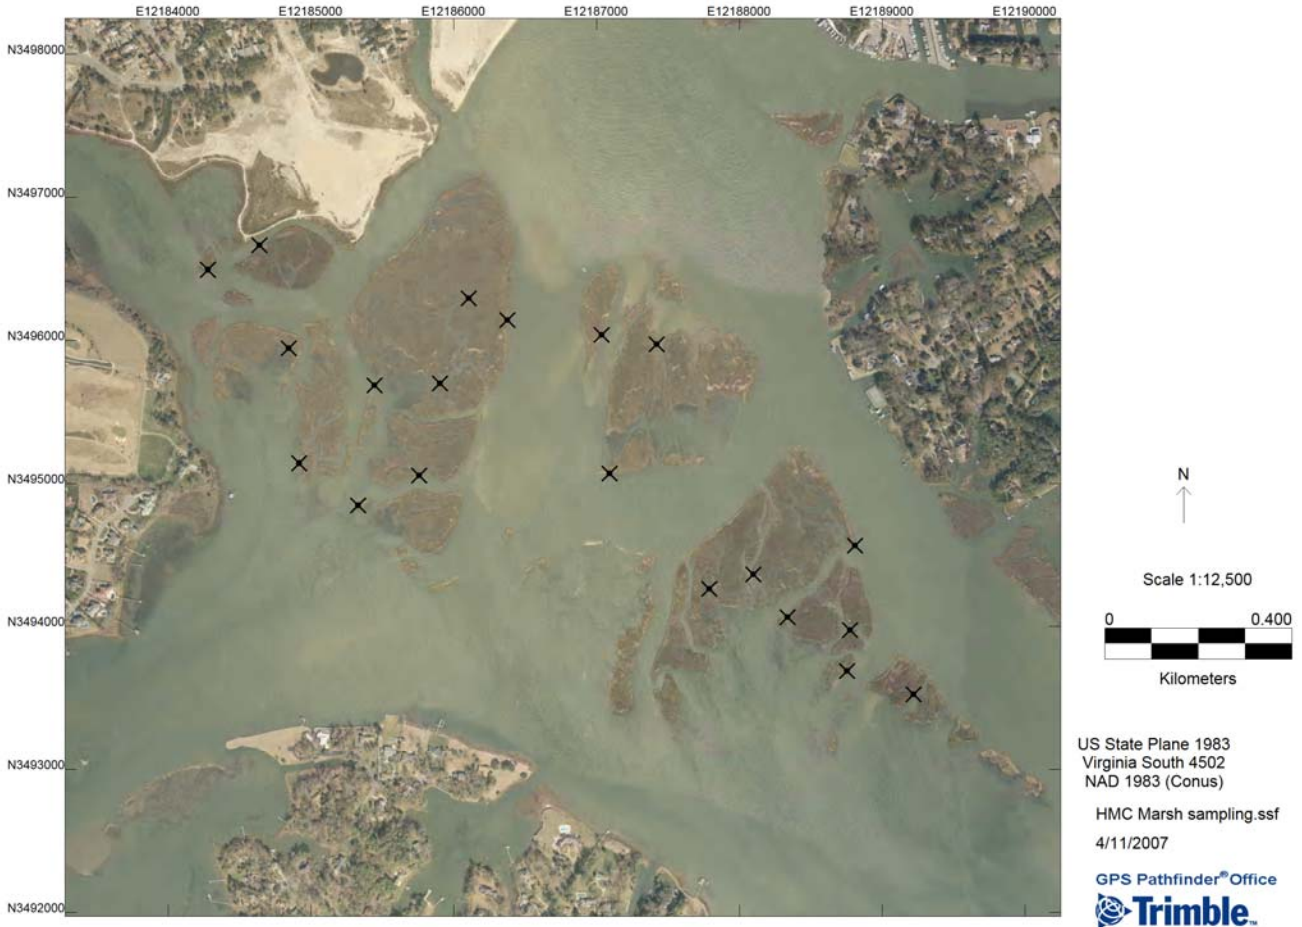 E12184000 E12185000 E12186000 E12187000 E12188000 E12189000 E12190000
N3498000
N3497000
N3496000
N3495000
N3494000
N3493000
N3492000
N
Scale 1:12,500
0 0.400
Kilometers
US State Plane 1983
Virginia South 4502
NAD 1983 (Conus)
HMC Marsh sampling.ssf
4/11/2007
GPS Pathfinder® Office
Trimble™